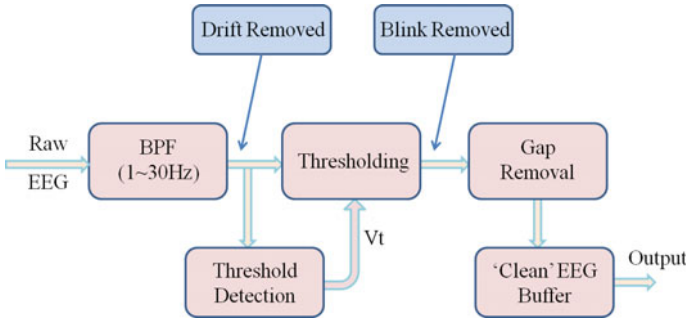 Drift Removed
Blink Removed
Raw
EEG
BPF
(1~30Hz)
Thresholding
Gap
Removal
Vt
Threshold
Detection
‘Clean’ EEG
Buffer
Output